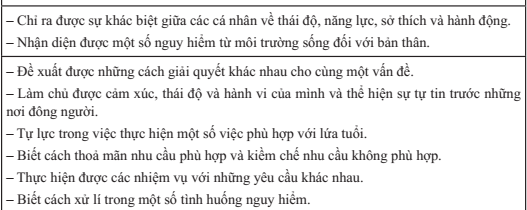 – Chỉ ra được sự khác biệt giữa các cá nhân về thái độ, năng lực, sở thích và hành động.
– Nhận diện được một số nguy hiểm từ môi trường sống đối với bản thân.
– Đề xuất được những cách giải quyết khác nhau cho cùng một vấn đề.
– Làm chủ được cảm xúc, thái độ và hành vi của mình và thể hiện sự tự tin trước những
nơi đông người.
– Tự lực trong việc thực hiện một số việc phù hợp với lứa tuổi.
– Biết cách thoả mãn nhu cầu phù hợp và kiềm chế nhu cầu không phù hợp.
– Thực hiện được các nhiệm vụ với những yêu cầu khác nhau.
– Biết cách xử lí trong một số tình huống nguy hiểm.